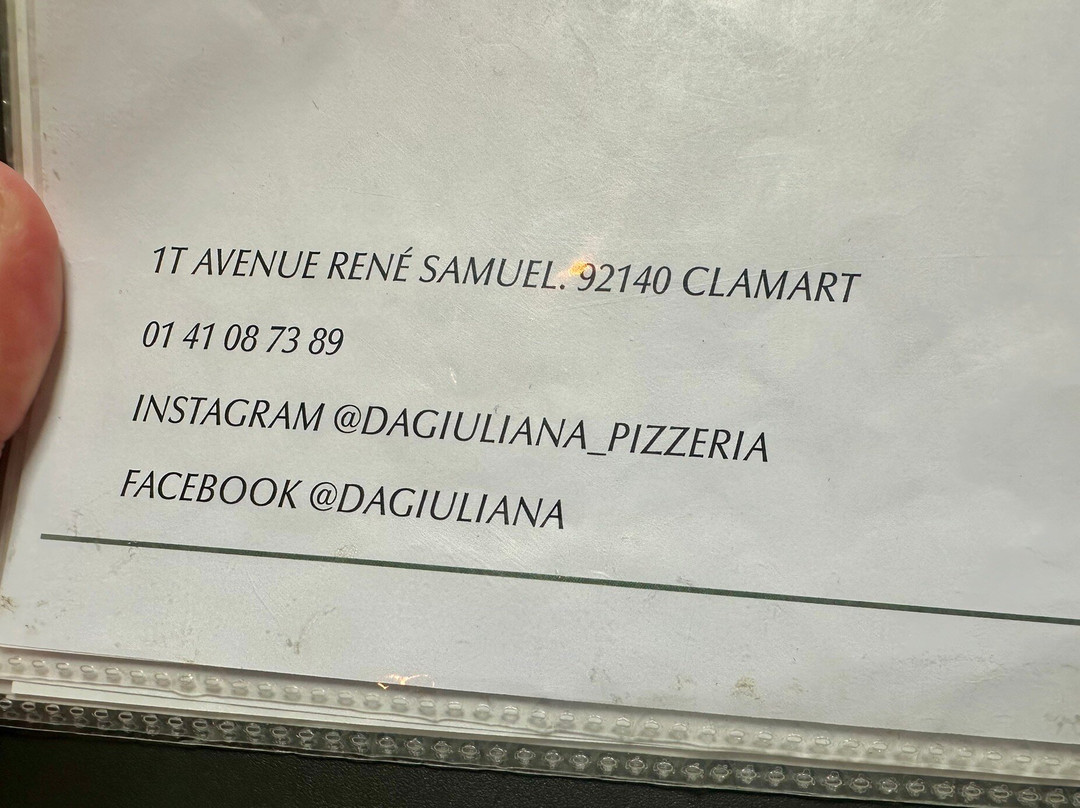 1T AVENUE RENÉ SAMUEL. 92140 CLAMART
01 41 08 73 89
INSTAGRAM @DAGIULIANA_PIZZERIA
FACEBOOK @DAGIULIANA